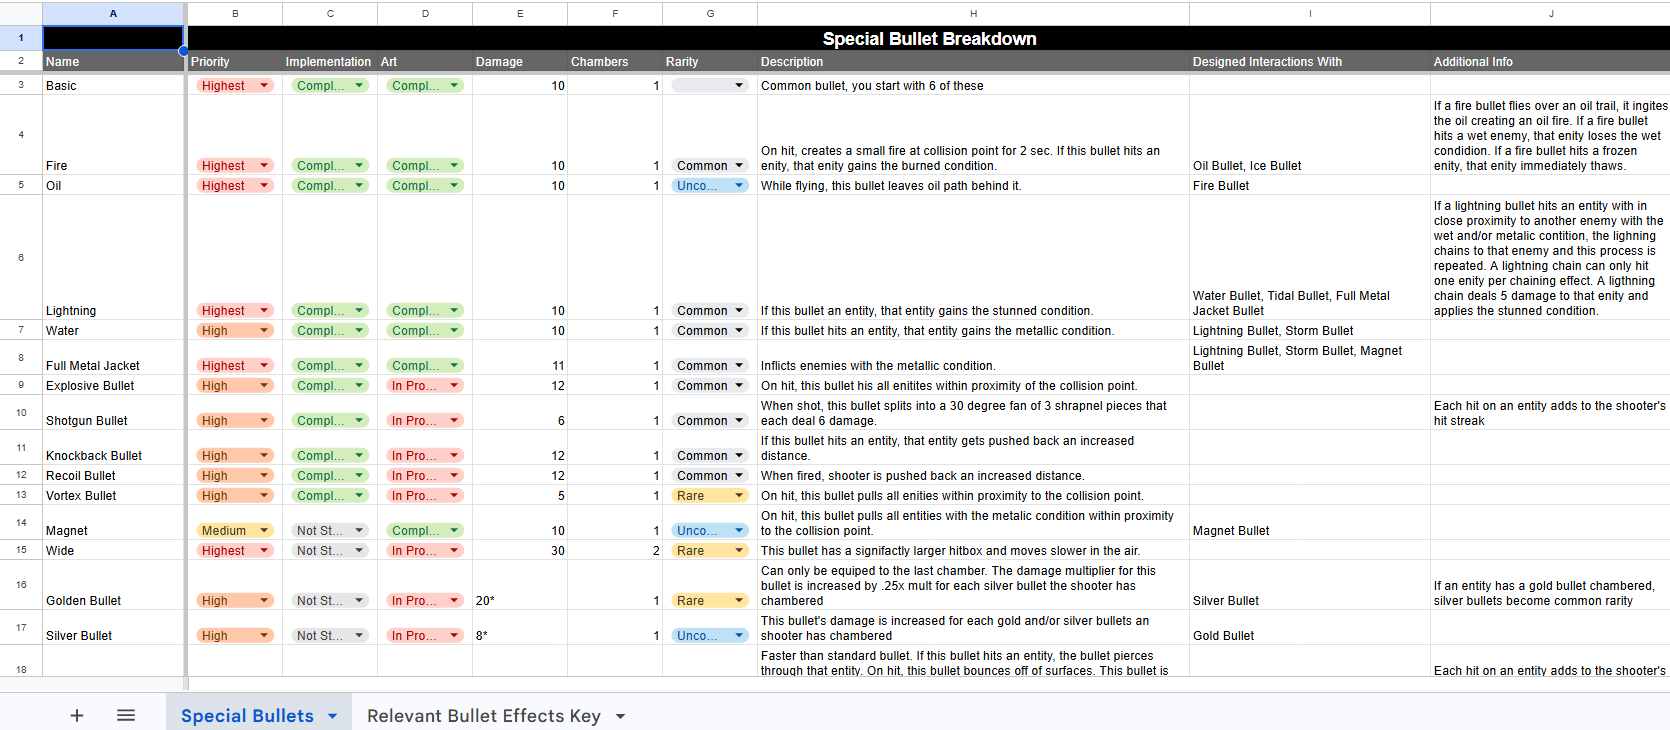 A B C D E F G H I J
1 Special Bullet Breakdown
2 Name Priority Implementation Art Damage Chambers Rarity Description Designed Interactions With Additional Info
3 Basic Highest Compl... Compl... 10 1 Common bullet, you start with 6 of these
If a fire bullet flies over an oil trail, it ingites
the oil creating an oil fire. If a fire bullet
4 hits a wet enemy, that enity loses the wet
On hit, creates a small fire at collision point for 2 sec. If this bullet hits an condidion. If a fire bullet hits a frozen
Fire Highest Compl... Compl... 10 1 Common enity, that enity gains the burned condition. Oil Bullet, Ice Bullet enity, that enity immediately thaws.
5 Oil Highest Compl... Compl... 10 1 Unco... While flying, this bullet leaves oil path behind it. Fire Bullet
If a lightning bullet hits an entity with in
close proximity to another enemy with the
wet and/or metalic contition, the lighning
6 chains to that enemy and this process is
repeated. A lightning chain can only hit
one enity per chaining effect. A ligthning
Water Bullet, Tidal Bullet, Full Metal chain deals 5 damage to that enity and
Lightning Highest Compl... Compl... 10 1 Common If this bullet an entity, that entity gains the stunned condition. Jacket Bullet applies the stunned condition.
7 Water High Compl... Compl... 10 1 Common If this bullet hits an entity, that entity gains the metallic condition. Lightning Bullet, Storm Bullet
8 Lightning Bullet, Storm Bullet, Magnet
Full Metal Jacket Highest Compl... Compl... 11 1 Common Inflicts enemies with the metallic condition. Bullet
9 Explosive Bullet High Compl... In Pro... 12 1 Common On hit, this bullet his all enitites within proximity of the collision point.
10 When shot, this bullet splits into a 30 degree fan of 3 shrapnel pieces that Each hit on an entity adds to the shooter's
Shotgun Bullet High Compl... In Pro... 6 1 Common each deal 6 damage. hit streak
11 If this bullet hits an entity, that entity gets pushed back an increased
Knockback Bullet High Compl... In Pro... 12 1 Common distance.
12 Recoil Bullet High Compl... In Pro... 12 1 Common When fired, shooter is pushed back an increased distance.
13 Vortex Bullet High Compl... In Pro... 5 1 Rare On hit, this bullet pulls all enities within proximity to the collision point.
14 On hit, this bullet pulls all entities with the metalic condition within proximity
Magnet Medium Not St... Compl... 10 1 Unco... to the collision point. Magnet Bullet
15 Wide Highest Not St... In Pro... 30 2 Rare This bullet has a signifactly larger hitbox and moves slower in the air.
Can only be equiped to the last chamber. The damage multiplier for this
16 bullet is increased by .25x mult for each silver bullet the shooter has If an entity has a gold bullet chambered,
Golden Bullet High Not St... In Pro... 20* 1 Rare chambered Silver Bullet silver bullets become common rarity
17 This bullet's damage is increased for each gold and/or silver bullets an
Silver Bullet High Not St... In Pro... 8* 1 Unco... shooter has chambered Gold Bullet
Faster than standard bullet. If this bullet hits an entity, the bullet pierces
18 through that entity. On hit, this bullet bounces off of surfaces. This bullet is Each hit on an entity adds to the shooter's
Special Bullets Relevant Bullet Effects Key